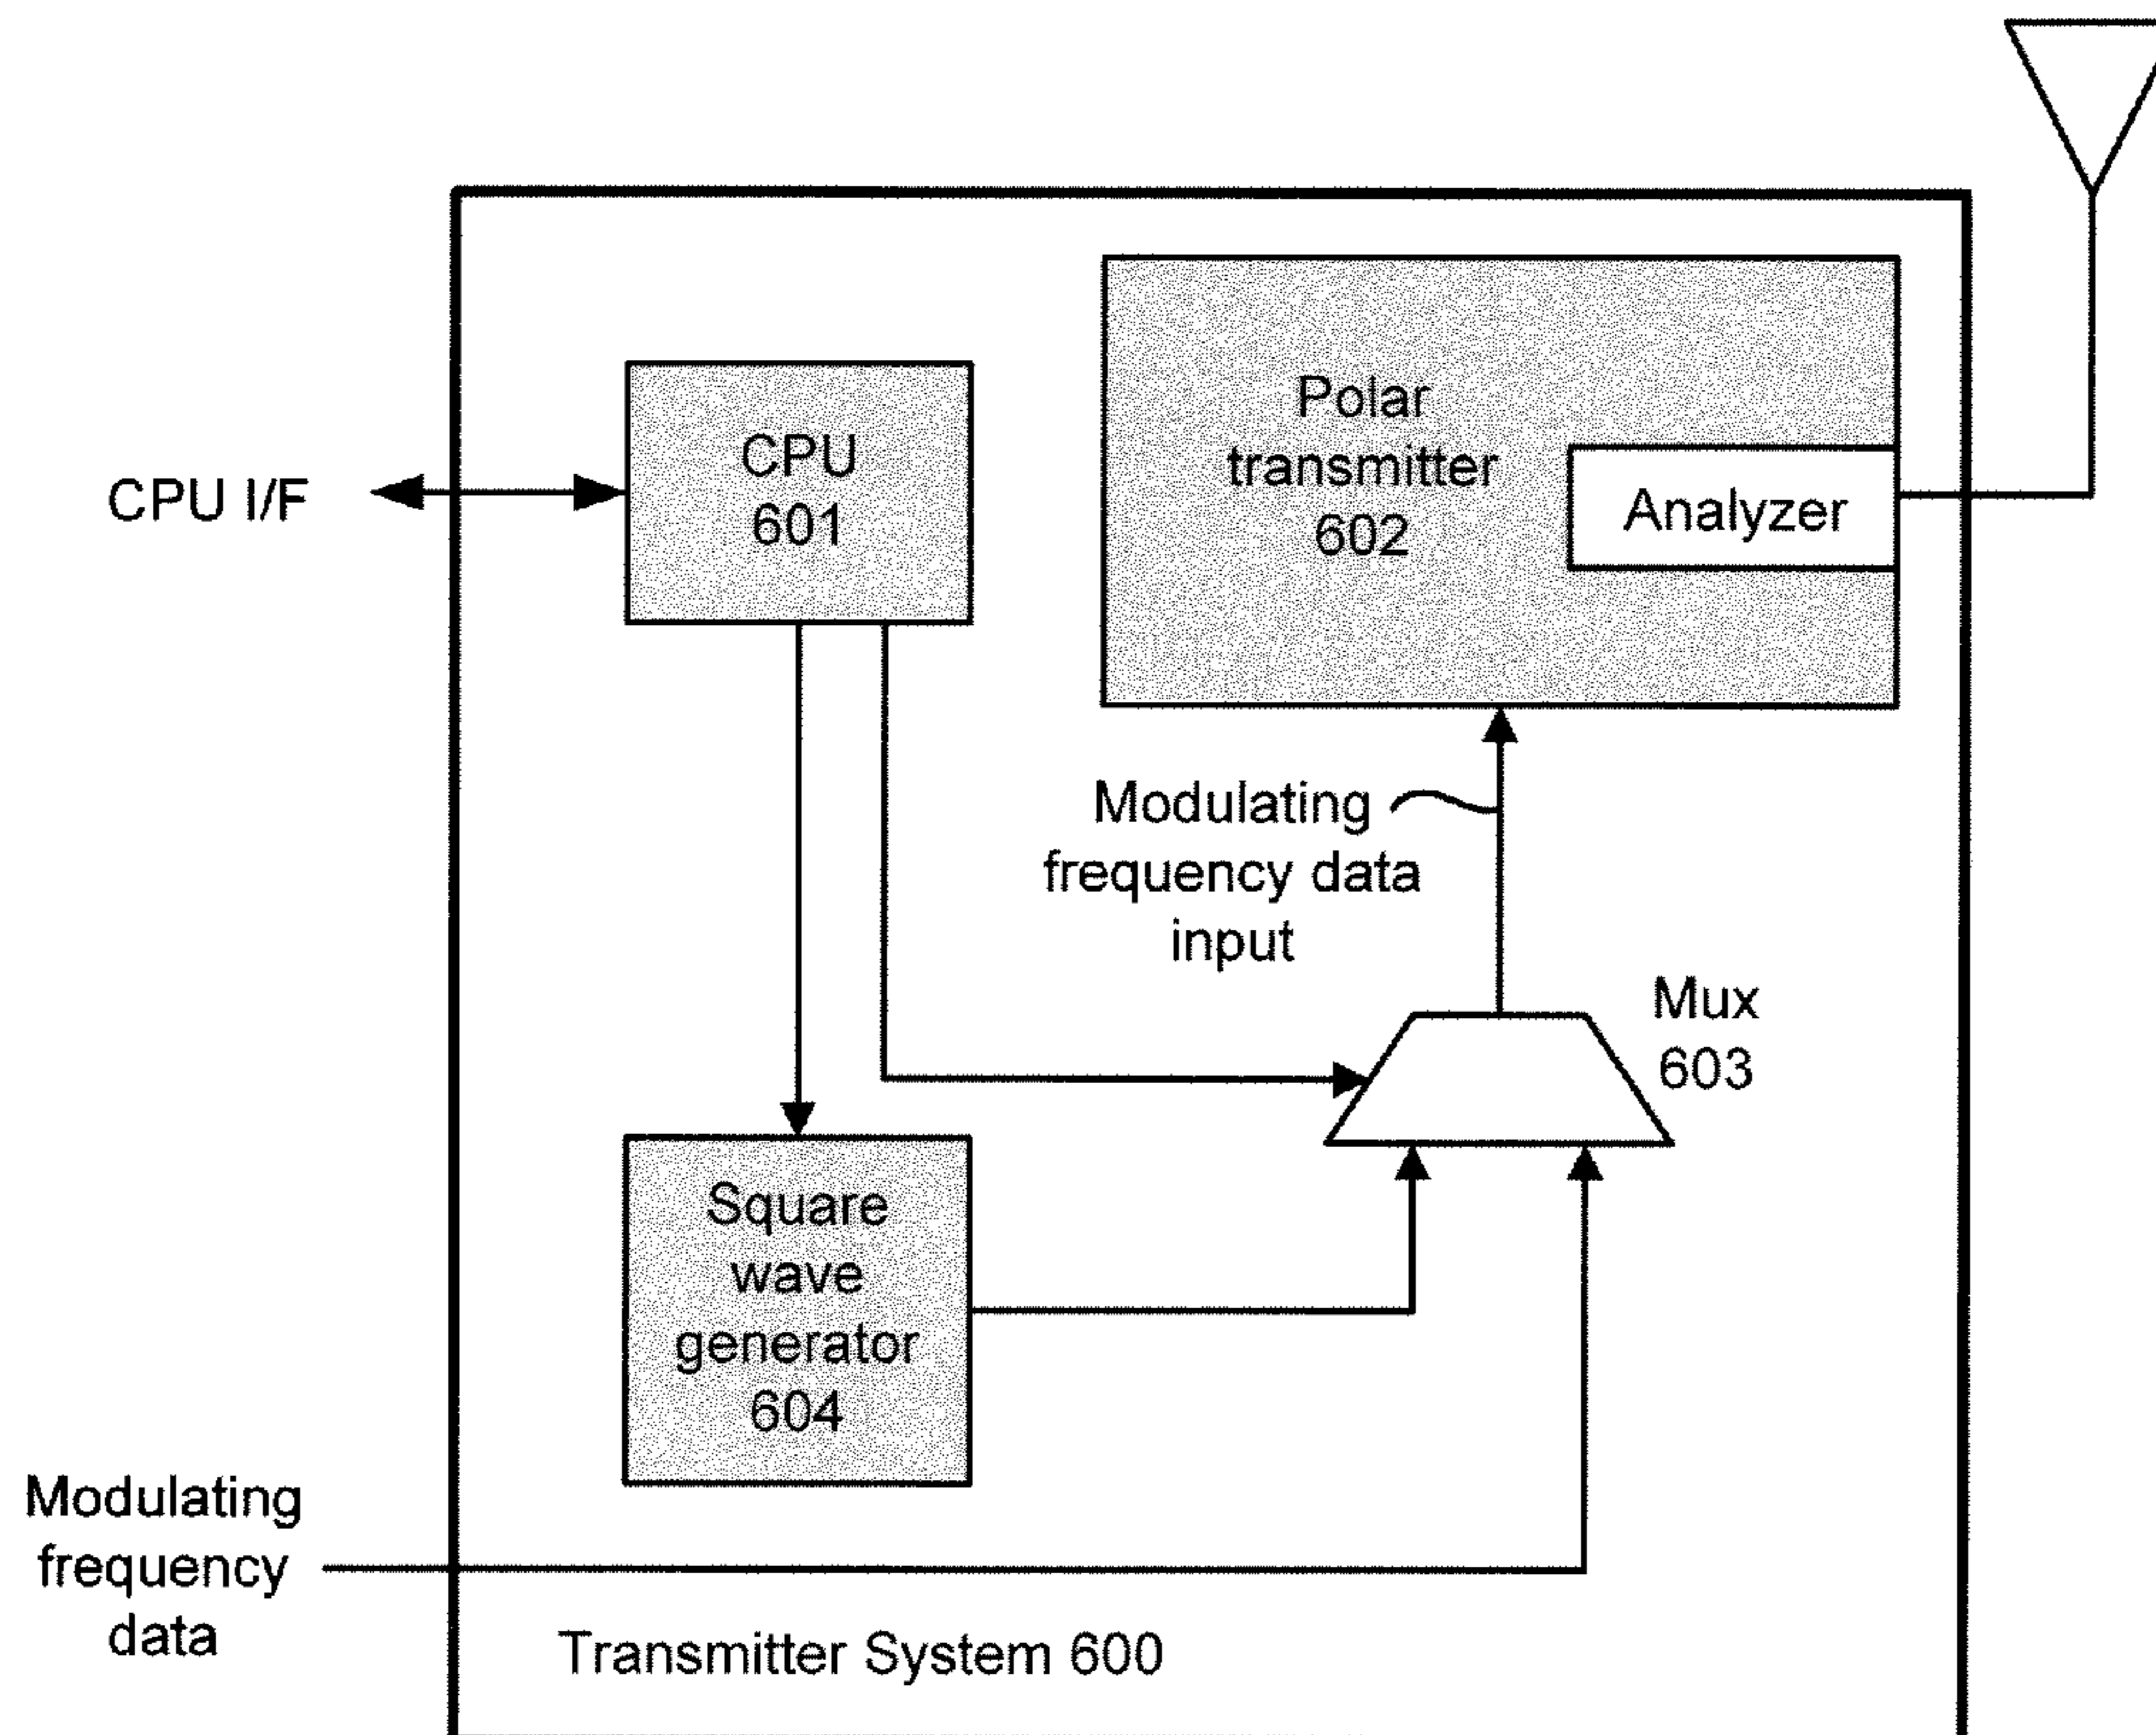 CPU I/F
CPU
601
Polar
transmitter
602
Analyzer
Modulating
frequency data
input
Mux
603
Square
wave
generator
604
Modulating
frequency
data
Transmitter System 600